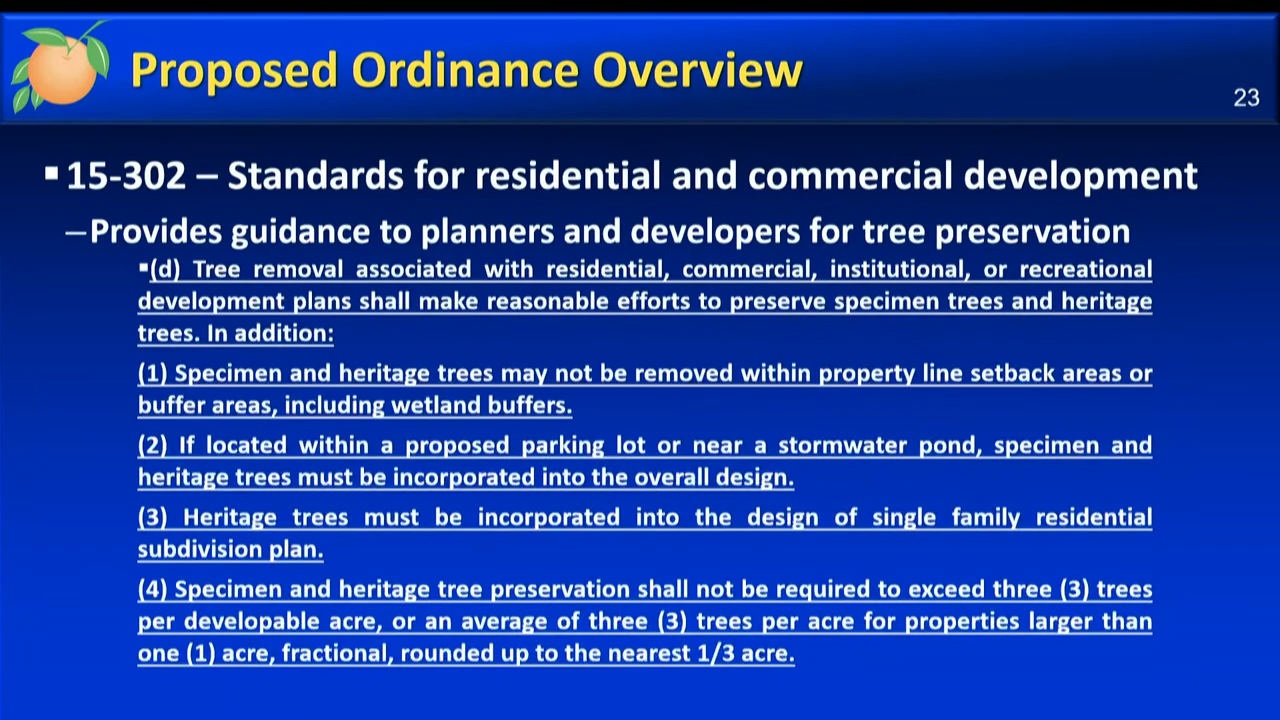 Proposed Ordinance Overview
23
▪15-302 – Standards for residential and commercial development
–Provides guidance to planners and developers for tree preservation
▪(d) Tree removal associated with residential, commercial, institutional, or recreational
development plans shall make reasonable efforts to preserve specimen trees and heritage
trees. In addition:
(1) Specimen and heritage trees may not be removed within property line setback areas or
buffer areas, including wetland buffers.
(2) If located within a proposed parking lot or near a stormwater pond, specimen and
heritage trees must be incorporated into the overall design.
(3) Heritage trees must be incorporated into the design of single family residential
subdivision plan.
(4) Specimen and heritage tree preservation shall not be required to exceed three (3) trees
per developable acre, or an average of three (3) trees per acre for properties larger than
one (1) acre, fractional, rounded up to the nearest 1/3 acre.